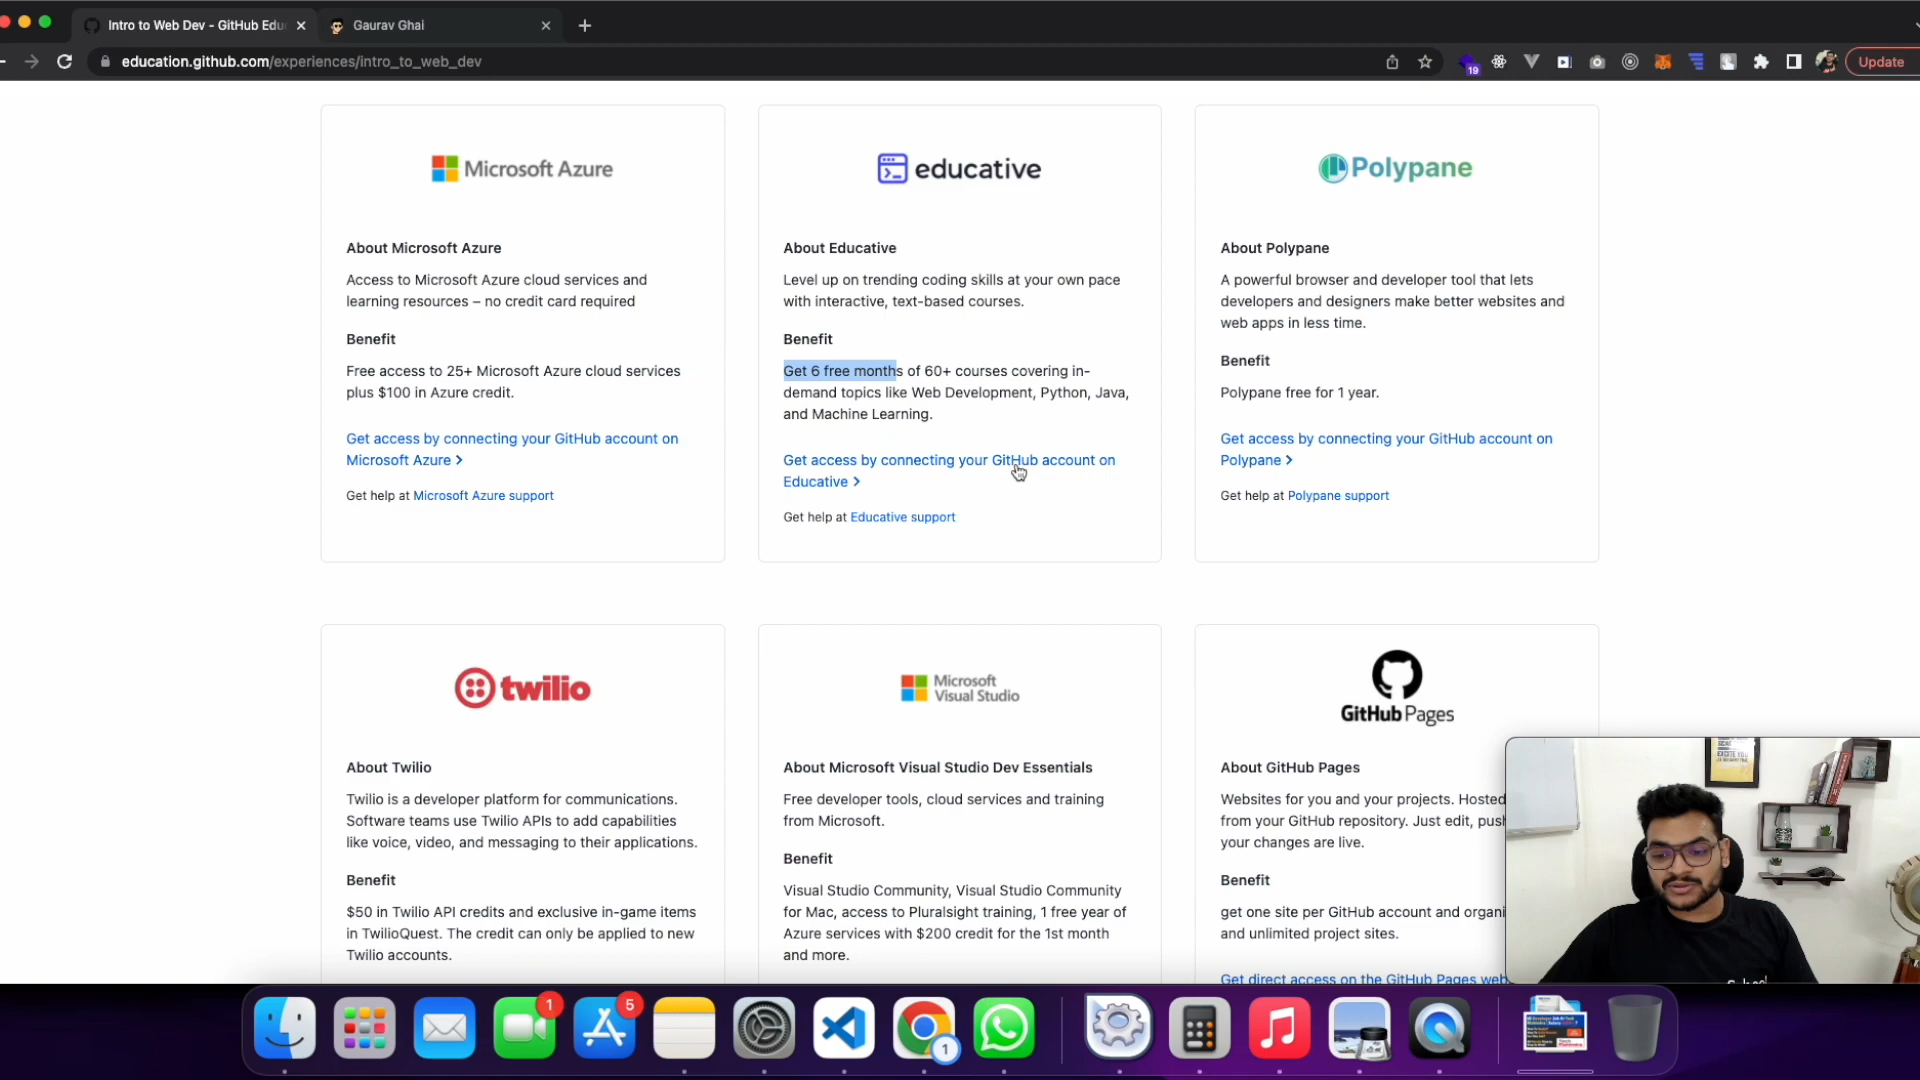 Intro to Web Dev - GitHub Edu
Gaurav Ghai
education.github.com/experiences/intro_to_web_dev
19
Update
Microsoft Azure
About Microsoft Azure
Access to Microsoft Azure cloud services and
learning resources – no credit card required
Benefit
Free access to 25+ Microsoft Azure cloud services
plus $100 in Azure credit.
Get access by connecting your GitHub account on
Microsoft Azure
Get help at Microsoft Azure support
educative
About Educative
Level up on trending coding skills at your own pace
with interactive, text-based courses.
Benefit
Get 6 free months of 60+ courses covering in-
demand topics like Web Development, Python, Java,
and Machine Learning.
Get access by connecting your GitHub account on
Educative
Get help at Educative support
Polypane
About Polypane
A powerful browser and developer tool that lets
developers and designers make better websites and
web apps in less time.
Benefit
Polypane free for 1 year.
Get access by connecting your GitHub account on
Polypane
Get help at Polypane support
twilio
About Twilio
Twilio is a developer platform for communications.
Software teams use Twilio APIs to add capabilities
like voice, video, and messaging to their applications.
Benefit
$50 in Twilio API credits and exclusive in-game items
in TwilioQuest. The credit can only be applied to new
Twilio accounts.
Microsoft
Visual Studio
About Microsoft Visual Studio Dev Essentials
Free developer tools, cloud services and training
from Microsoft.
Benefit
Visual Studio Community, Visual Studio Community
for Mac, access to Pluralsight training, 1 free year of
Azure services with $200 credit for the 1st month
and more.
GitHub Pages
About GitHub Pages
Websites for you and your projects. Hosted
from your GitHub repository. Just edit, push
your changes are live.
Benefit
get one site per GitHub account and organi
and unlimited project sites.
Get direct access on the GitHub Pages web
1
5
1